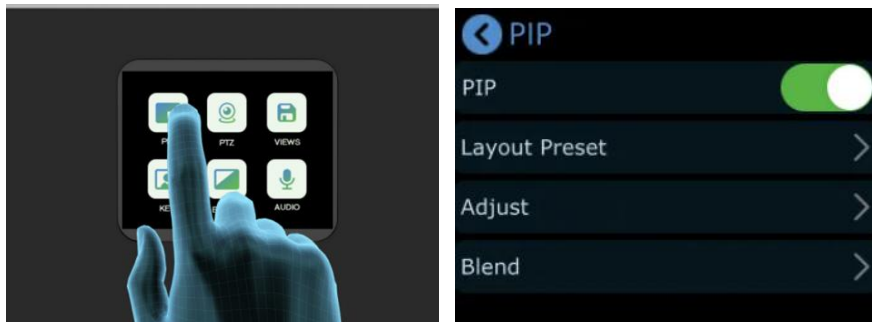 PTZ
VIEWS
AUDIO
PIP
PIP
Layout Preset
Adjust
Blend